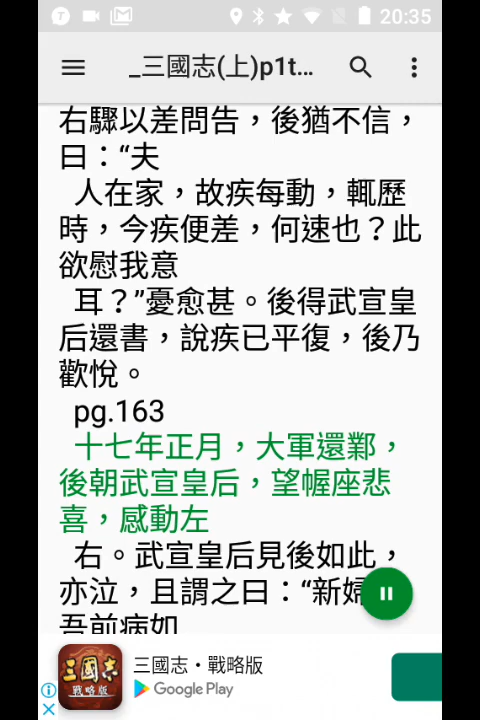 20:35
_三國志(上)p1t...
右驟以差問告，後猶不信，
曰：“夫
人在家，故疾每動，輒歷
時，今疾便差，何速也？此
欲慰我意
耳？”憂愈甚。後得武宣皇
后還書，說疾已平復，後乃
歡悅。
pg.163
十七年正月，大軍還鄴，
後朝武宣皇后，望幄座悲
喜，感動左
右。武宣皇后見後如此，
亦泣，且謂之曰：“新婦
吾前病如
三國志
戰略版
三國志・戰略版
Google Play